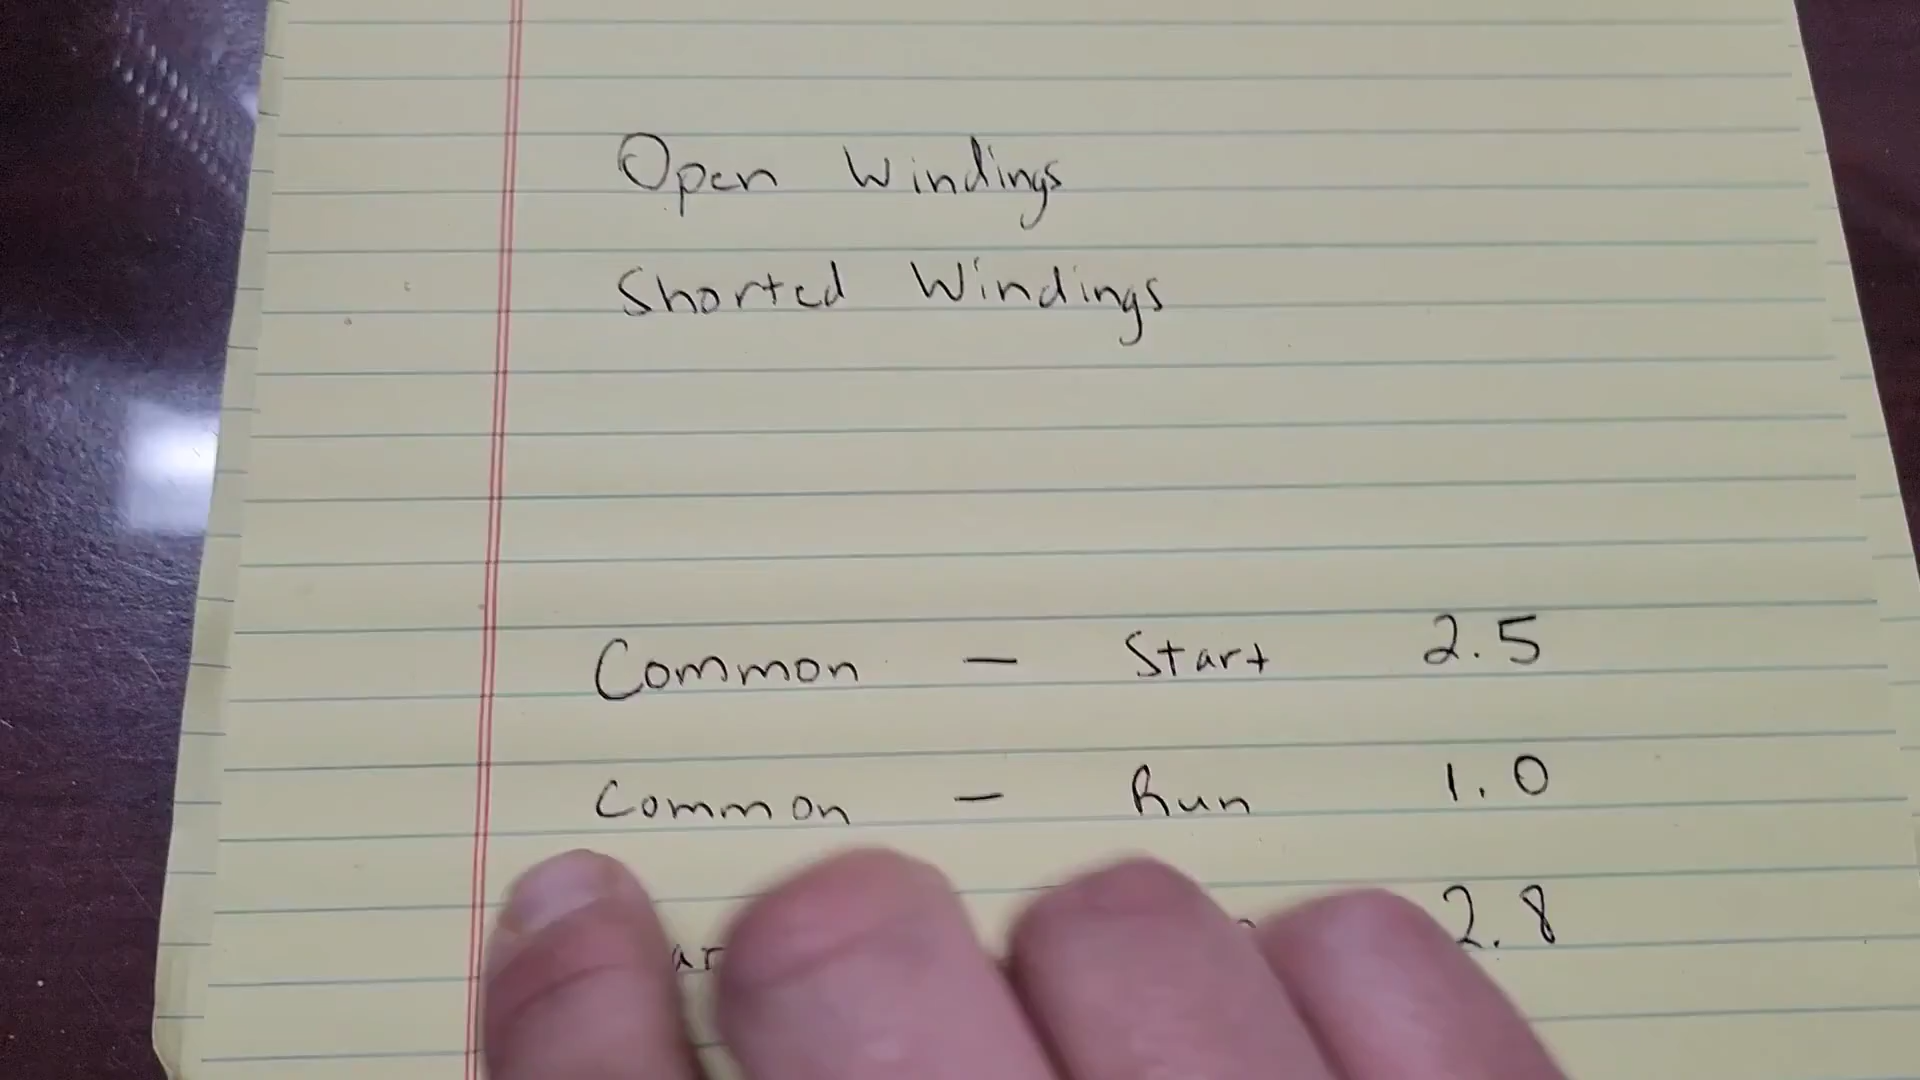 Open Windings
Shorted Windings
Common - Start 2.5
Common - Run 1.0
2.8